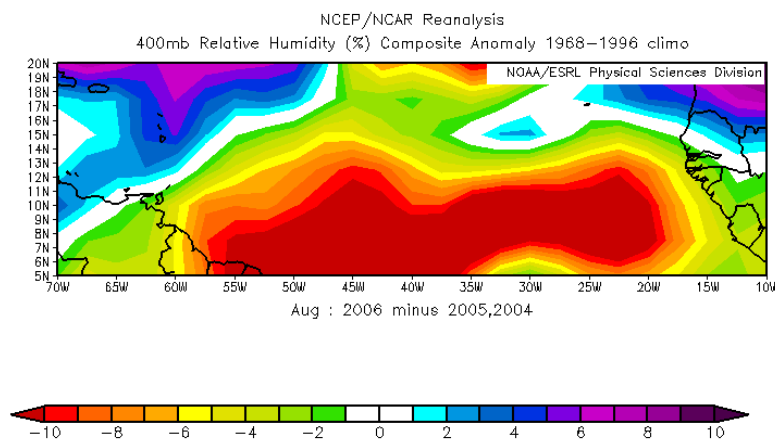 NCEP/NCAR Reanalysis
400mb Relative Humidity (%) Composite Anomaly 1968-1996 climo
NOAA/ESRL Physical Sciences Division
20N
19N
18N
17N
16N
15N
14N
13N
12N
11N
10N
9N
8N
7N
6N
5N
70W 65W 60W 55W 50W 45W 40W 35W 30W 25W 20W 15W 10W
Aug : 2006 minus 2005,2004
-10 -8 -6 -4 -2 0 2 4 6 8 10